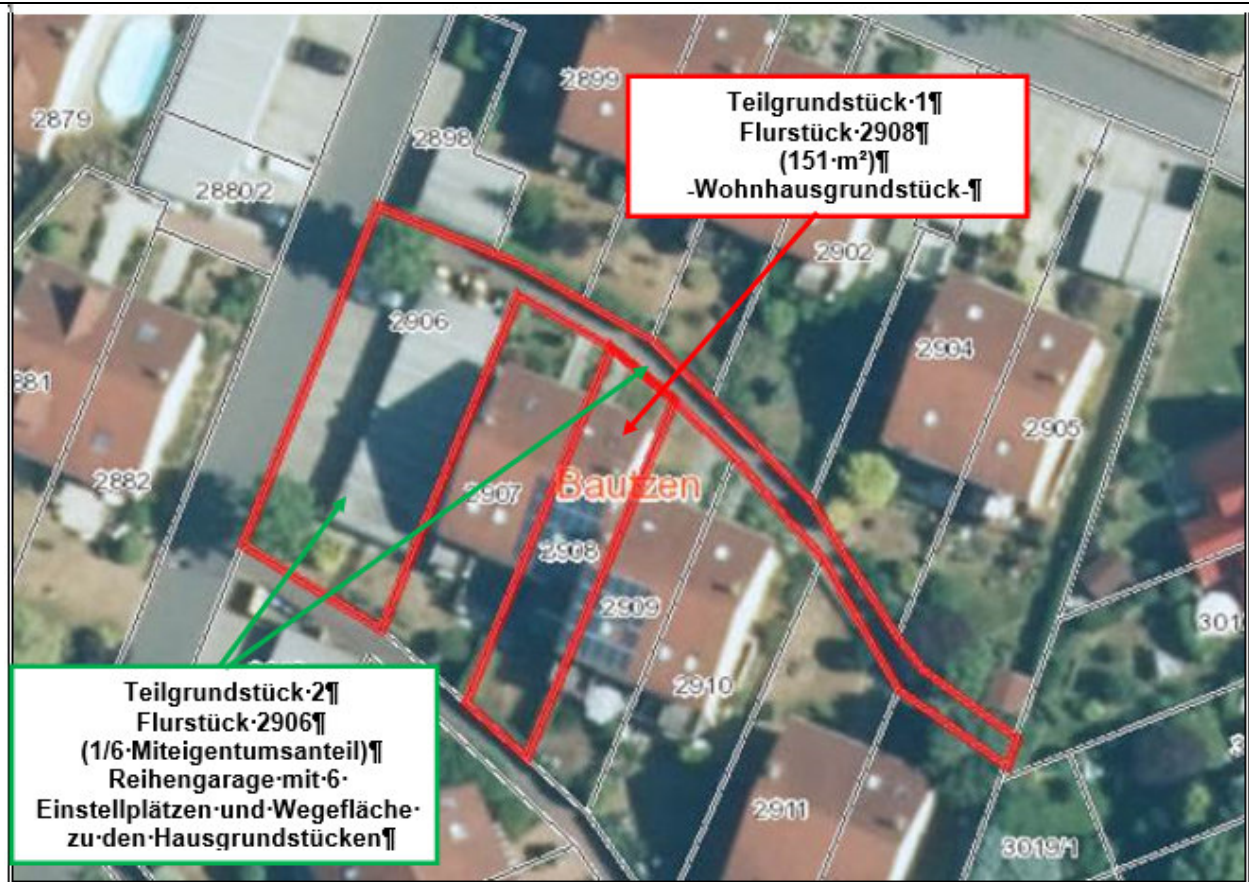 2899
Teilgrundstück·1¶
Flurstück·2908¶
(151·m²)¶
-Wohnhausgrundstück-¶
2879
2898
2880/2
2902
2906
2904
881
2905
2882
2907
Bautzen
2908
2909
301
2910
Teilgrundstück·2¶
Flurstück·2906¶
(1/6·Miteigentumsanteil)¶
Reihengarage·mit·6·
Einstellplätzen·und·Wegefläche·
zu·den·Hausgrundstücken¶
2911
3019/1